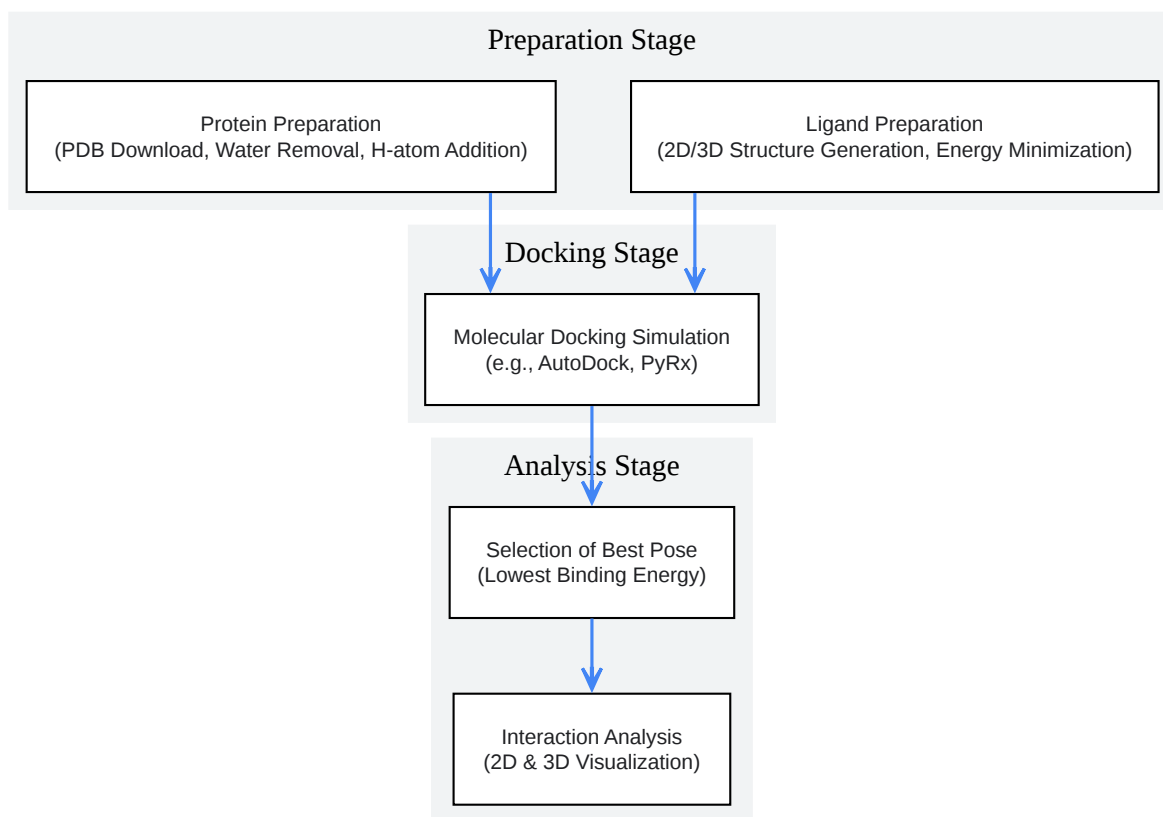 Preparation Stage
Protein Preparation
(PDB Download, Water Removal, H-atom Addition)
Ligand Preparation
(2D/3D Structure Generation, Energy Minimization)
Docking Stage
Molecular Docking Simulation
(e.g., AutoDock, PyRx)
Analysis Stage
Selection of Best Pose
(Lowest Binding Energy)
Interaction Analysis
(2D & 3D Visualization)